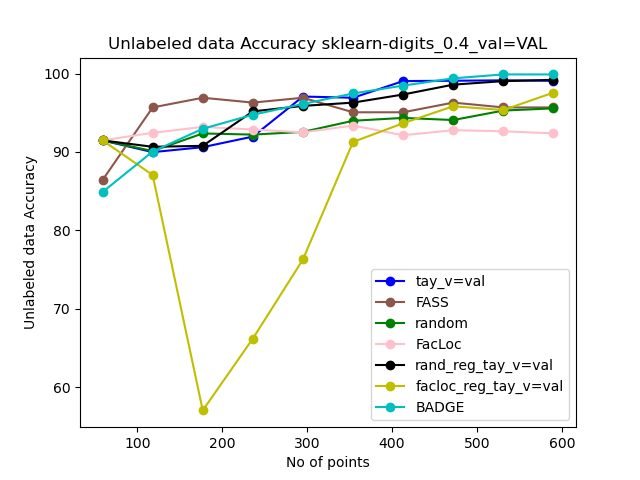 Unlabeled data Accuracy sklearn-digits_0.4_val=VAL
100
90
80
70
60
Unlabeled data Accuracy
tay_v=val
FASS
random
FacLoc
rand_reg_tay_v=val
facloc_reg_tay_v=val
BADGE
100 200 300 400 500 600
No of points